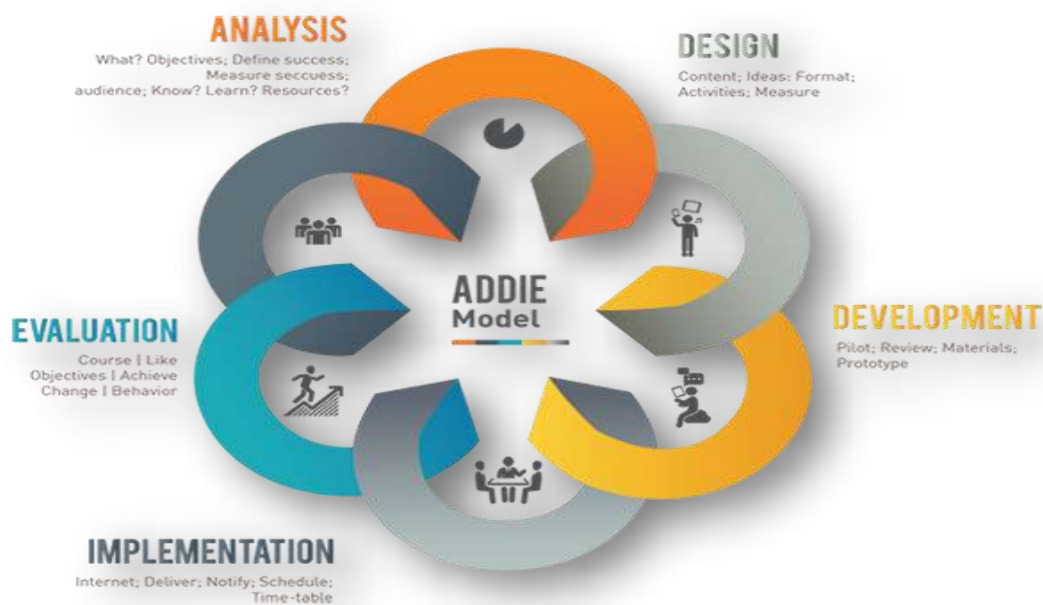 ANALYSIS
What? Objectives; Define success;
Measure seccuess;
audience; Know? Learn? Resources?
DESIGN
Content; Ideas: Format;
Activities; Measure
ADDIE
Model
DEVELOPMENT
Pilot; Review; Materials;
Prototype
EVALUATION
Course | Like
Objectives | Achieve
Change | Behavior
IMPLEMENTATION
Internet; Deliver; Notify; Schedule;
Time-table